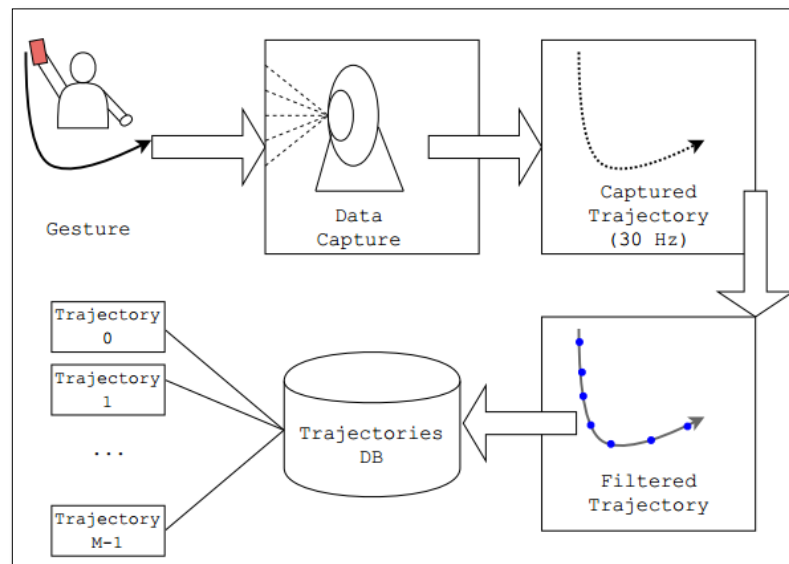 Gesture
Data
Capture
Captured
Trajectory
(30 Hz)
Trajectory
0
Trajectory
1
...
Trajectory
M-1
Trajectories
DB
Filtered
Trajectory